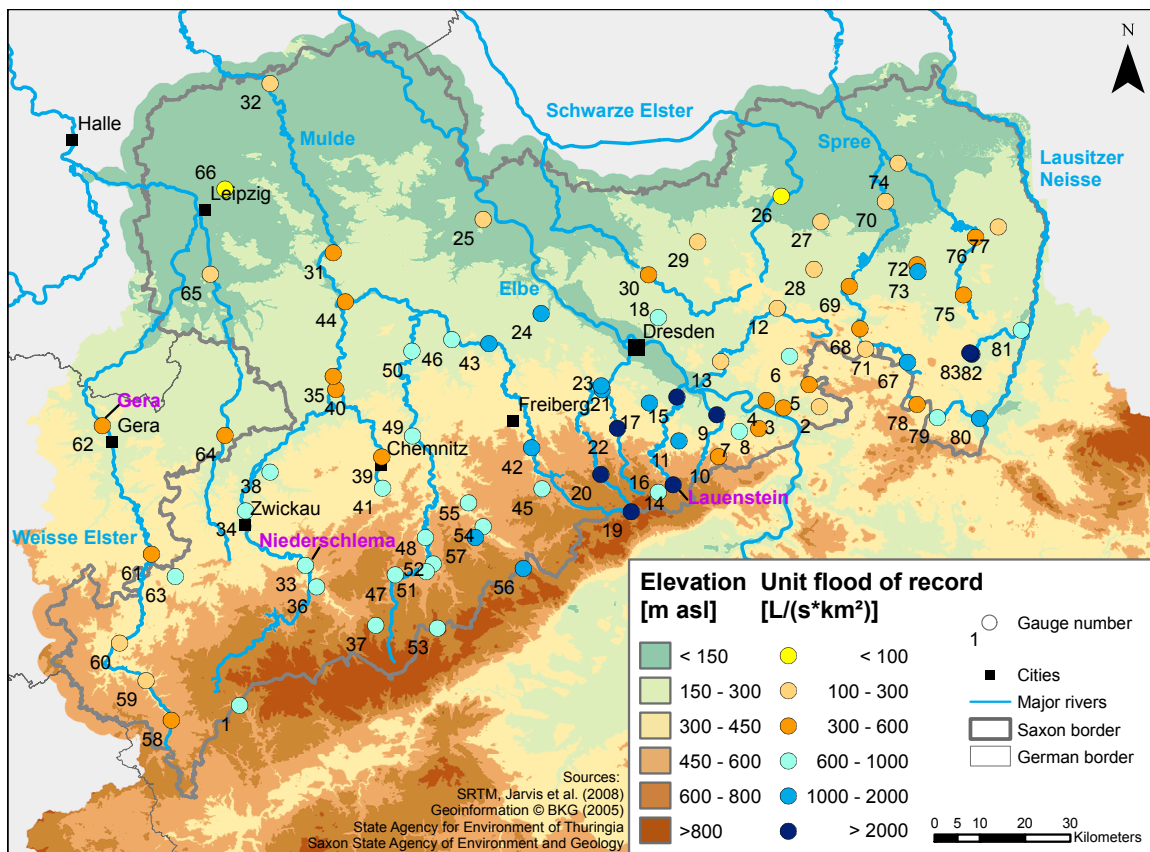 N
32
Schwarze Elster
Halle
Mulde
Spree
Lausitzer
Neisse
66
Leipzig
74
26
70
25
27
76
77
29
31
72
65
30
28
73
Elbe
69
18
44
24
12
75
Dresden
46
43
68
81
50
6
71
67
83
82
13
23
35
40
21
Gera
Freiberg
15
5
2
62
Gera
17
4
3
78
79
80
49
9
8
64
Chemnitz
22
11
7
42
10
39
38
41
20
16
45
14
Lauenstein
55
34
Zwickau
19
Weisse Elster
Niederschlema
48
54
57
61
33
52
63
47
51
56
36
37
53
60
59
1
58
Sources:
SRTM, Jarvis et al. (2008)
Geoinformation © BKG (2005)
State Agency for Environment of Thuringia
Saxon State Agency of Environment and Geology
Elevation
[m asl]
< 150
150 - 300
300 - 450
450 - 600
600 - 800
>800
Unit flood of record
[L/(s*km²)]
< 100
100 - 300
300 - 600
600 - 1000
1000 - 2000
> 2000
Gauge number
1
Cities
Major rivers
Saxon border
German border
0 5 10 20 30
Kilometers